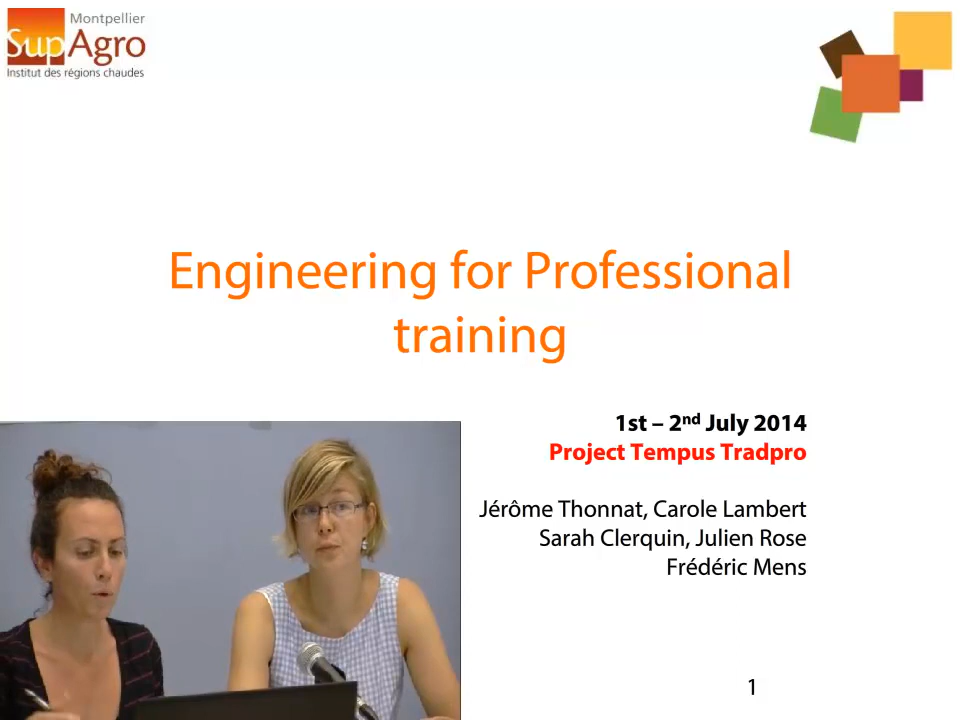 Montpellier
SupAgro
Institut des régions chaudes
Engineering for Professional
training
1st – 2nd July 2014
Project Tempus Tradpro
Jérôme Thonnat, Carole Lambert
Sarah Clerquin, Julien Rose
Frédéric Mens
1